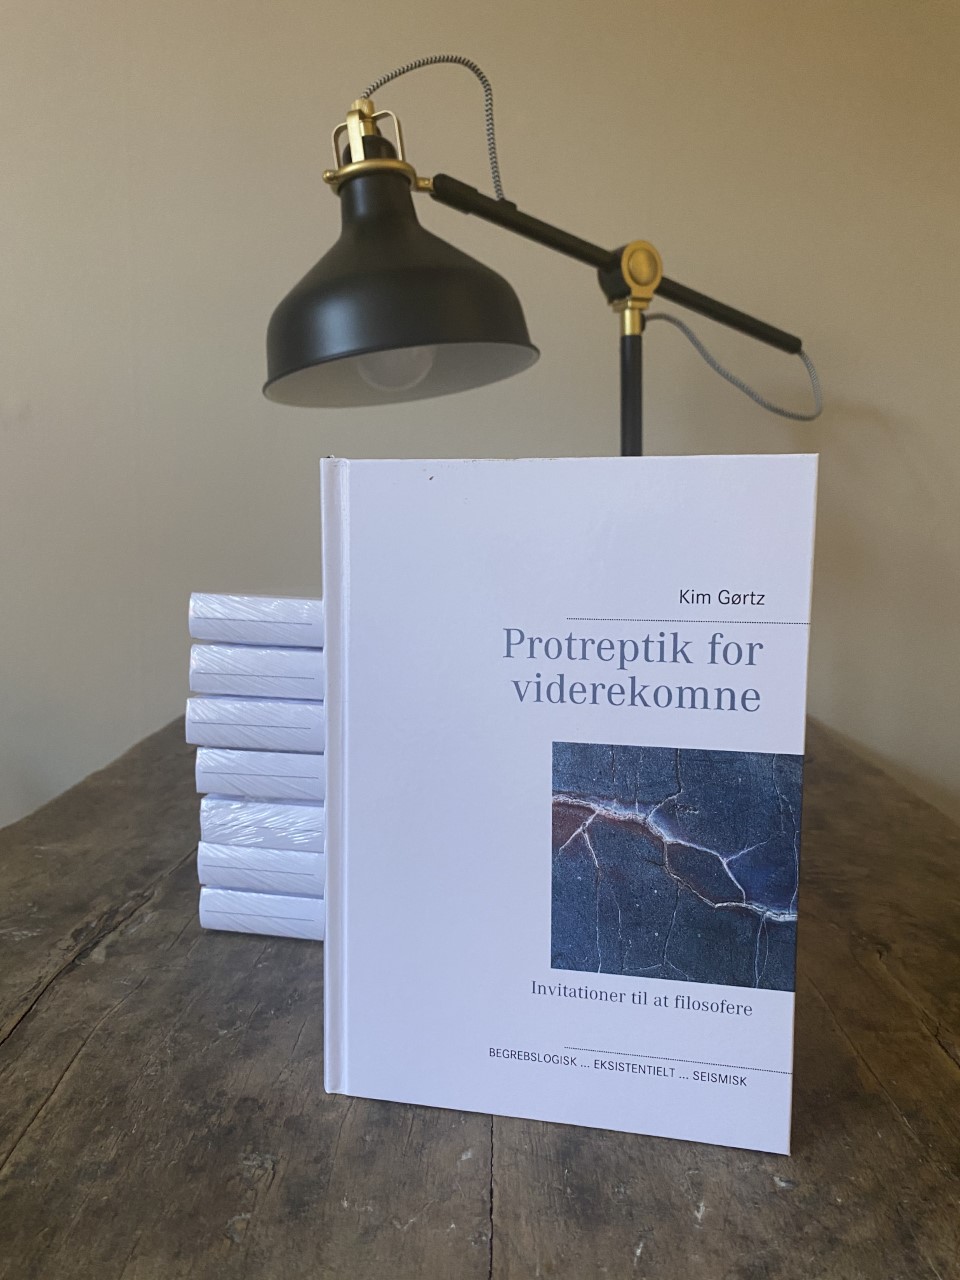 Kim Gørtz
Protreptik for
viderekomne
Invitationer til at filosofere
BEGREBSLOGISK ... EKSISTENTIELT ... SEISMISK